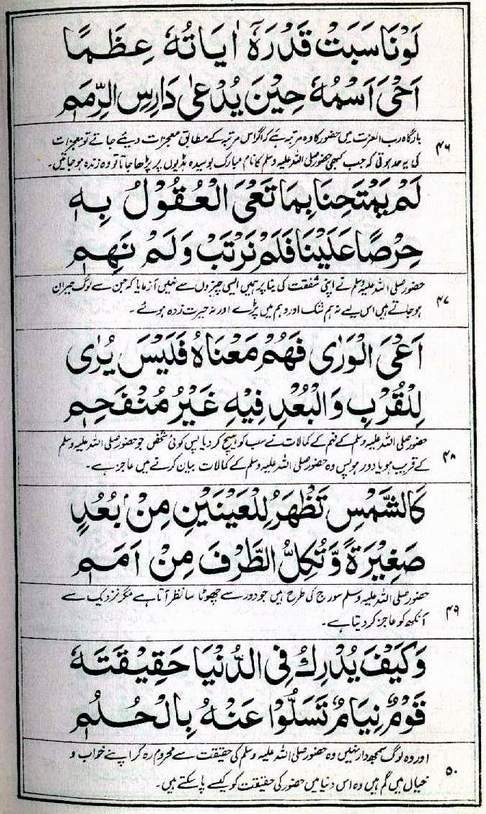 لَوْنَاسَبَتْ قَدْرَهٗ اٰيَاتُهٗ عِظَمًا
اَحْیٰ اسْمُهٗ حِيْنَ يُدْعٰی دَارِسَ الرِّمَمٖ
بارگاہ رب العزت میں حضور کا وہ مرتبہ ہے کہ اگر اس مرتبہ کے مطابق معجزات دیئے جاتے تو معجزات
۴۶
کی یہ حد ہوتی کہ جب کبھی حضور صلی اللہ علیہ وسلم کا نام مبارک بوسیدہ ہڈیوں پر پڑھا جاتا تو وہ زندہ ہو جاتیں۔
لَمْ يَمْتَحِنَّا بِمَا تَعْیَ الْعُقُوْلُ بِهٖ
حِرْصًا عَلَيْنَا فَلَمْ نَرْتَبْ وَلَمْ نَهِمٖ
حضور صلی اللہ علیہ وسلم نے اپنی شفقت کی بنا پر ہمیں ایسی چیزوں سے نہیں آزمایا کہ جن سے لوگ حیران
۴۷
ہو جاتے ہیں اس لیے نہ ہم شک اور وہم میں پڑے اور نہ حیرت زدہ ہوئے۔
اَعْیَ الْوَرٰی فَهْمُ مَعْنَاهُ فَلَيْسَ يُرٰی
لِلْقُرْبِ وَالْبُعْدِ فِيْهِ غَيْرُ مُنْفَحِمٖ
حضور صلی اللہ علیہ وسلم کے فہم کے کمالات نے سب کو ہیچ کر دیا پس کوئی شخص جو حضور صلی اللہ علیہ وسلم
۴۸
کے قریب ہو یا دور ہو پس وہ حضور صلی اللہ علیہ وسلم کے کمالات بیان کرنے میں عاجز ہے۔
كَالشَّمْسِ تَظْهَرُ لِلْعَيْنَيْنِ مِنْۢ بُعُدٍ
صَغِيْرَةً وَّتُكِلُّ الطَّرْفَ مِنْ اَمَمٖ
حضور صلی اللہ علیہ وسلم سورج کی طرح ہیں جو دور سے چھوٹا سا نظر آتا ہے مگر نزدیک سے
۴۹
آنکھ کو عاجز کر دیتا ہے۔
وَكَيْفَ يُدْرِكُ فِی الدُّنْيَا حَقِيْقَتَهٗ
قَوْمٌ نِيَامٌ تَسَلَّوْا عَنْهُ بِالْحُلُمٖ
اور وہ لوگ سمجھدار نہیں وہ حضور صلی اللہ علیہ وسلم کی حقیقت سے محروم رہ کر اپنے خواب و
۵۰
خیال میں گم ہیں وہ اس دنیا میں حضور کی حقیقت کو کیسے پا سکتے ہیں۔